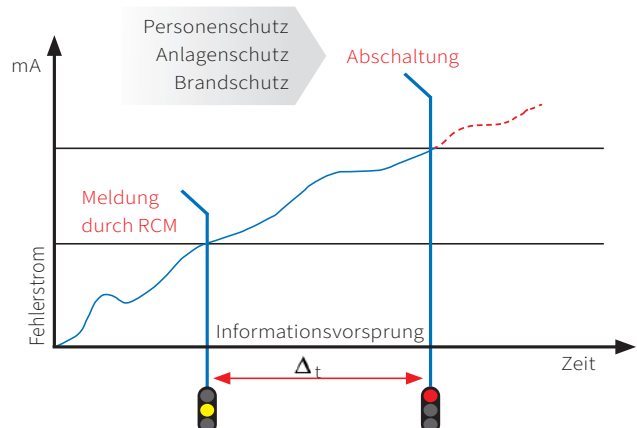 Personenschutz
Anlagenschutz
Brandschutz
mA
Abschaltung
Meldung
durch RCM
Fehlerstrom
Informationsvorsprung
Zeit
Δt